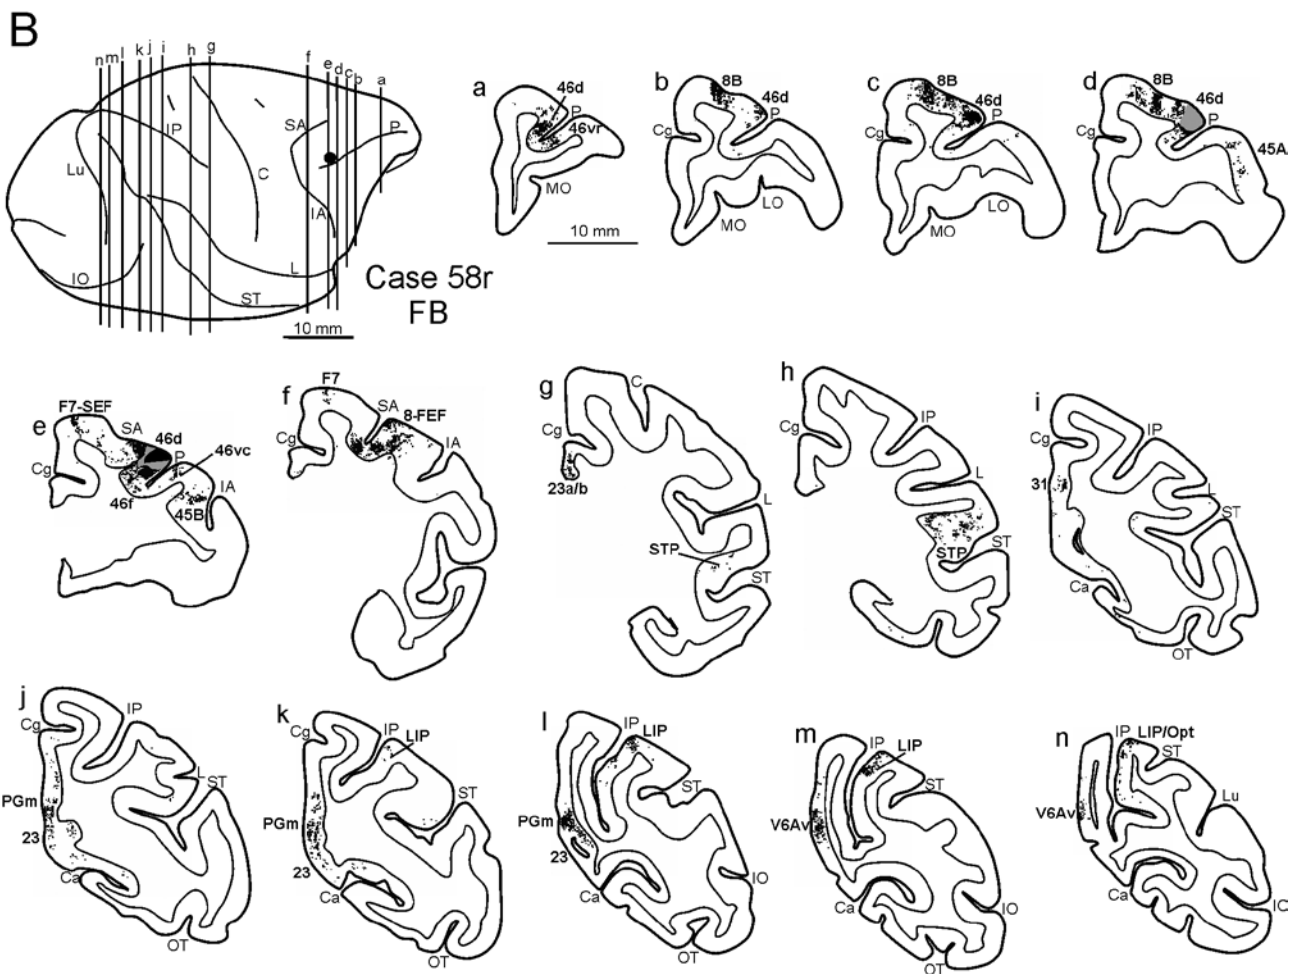 B
n m l k j i h g f e d c b a
IP
Lu
C
SA
P
IA
L
IO
ST
10 mm
Case 58r
FB
a
46d
P
46vr
MO
10 mm
b
8B
46d
P
Cg
LO
MO
c
8B
46d
P
Cg
LO
MO
d
8B
46d
P
Cg
45A
e
F7-SEF
SA
46d
P
46vc
Cg
IA
46f
45B
f
F7
SA
8-FEF
IA
Cg
g
C
Cg
23a/b
L
STP
ST
h
IP
Cg
L
STP
ST
i
IP
Cg
31
L
ST
Ca
OT
j
IP
Cg
L
ST
PGm
23
Ca
OT
k
IP
LIP
Cg
ST
PGm
23
Ca
OT
l
IP
LIP
ST
PGm
23
IO
Ca
OT
m
IP
LIP
ST
V6Av
Ca
IO
OT
n
IP
LIP/Opt
ST
Lu
V6Av
Ca
IO